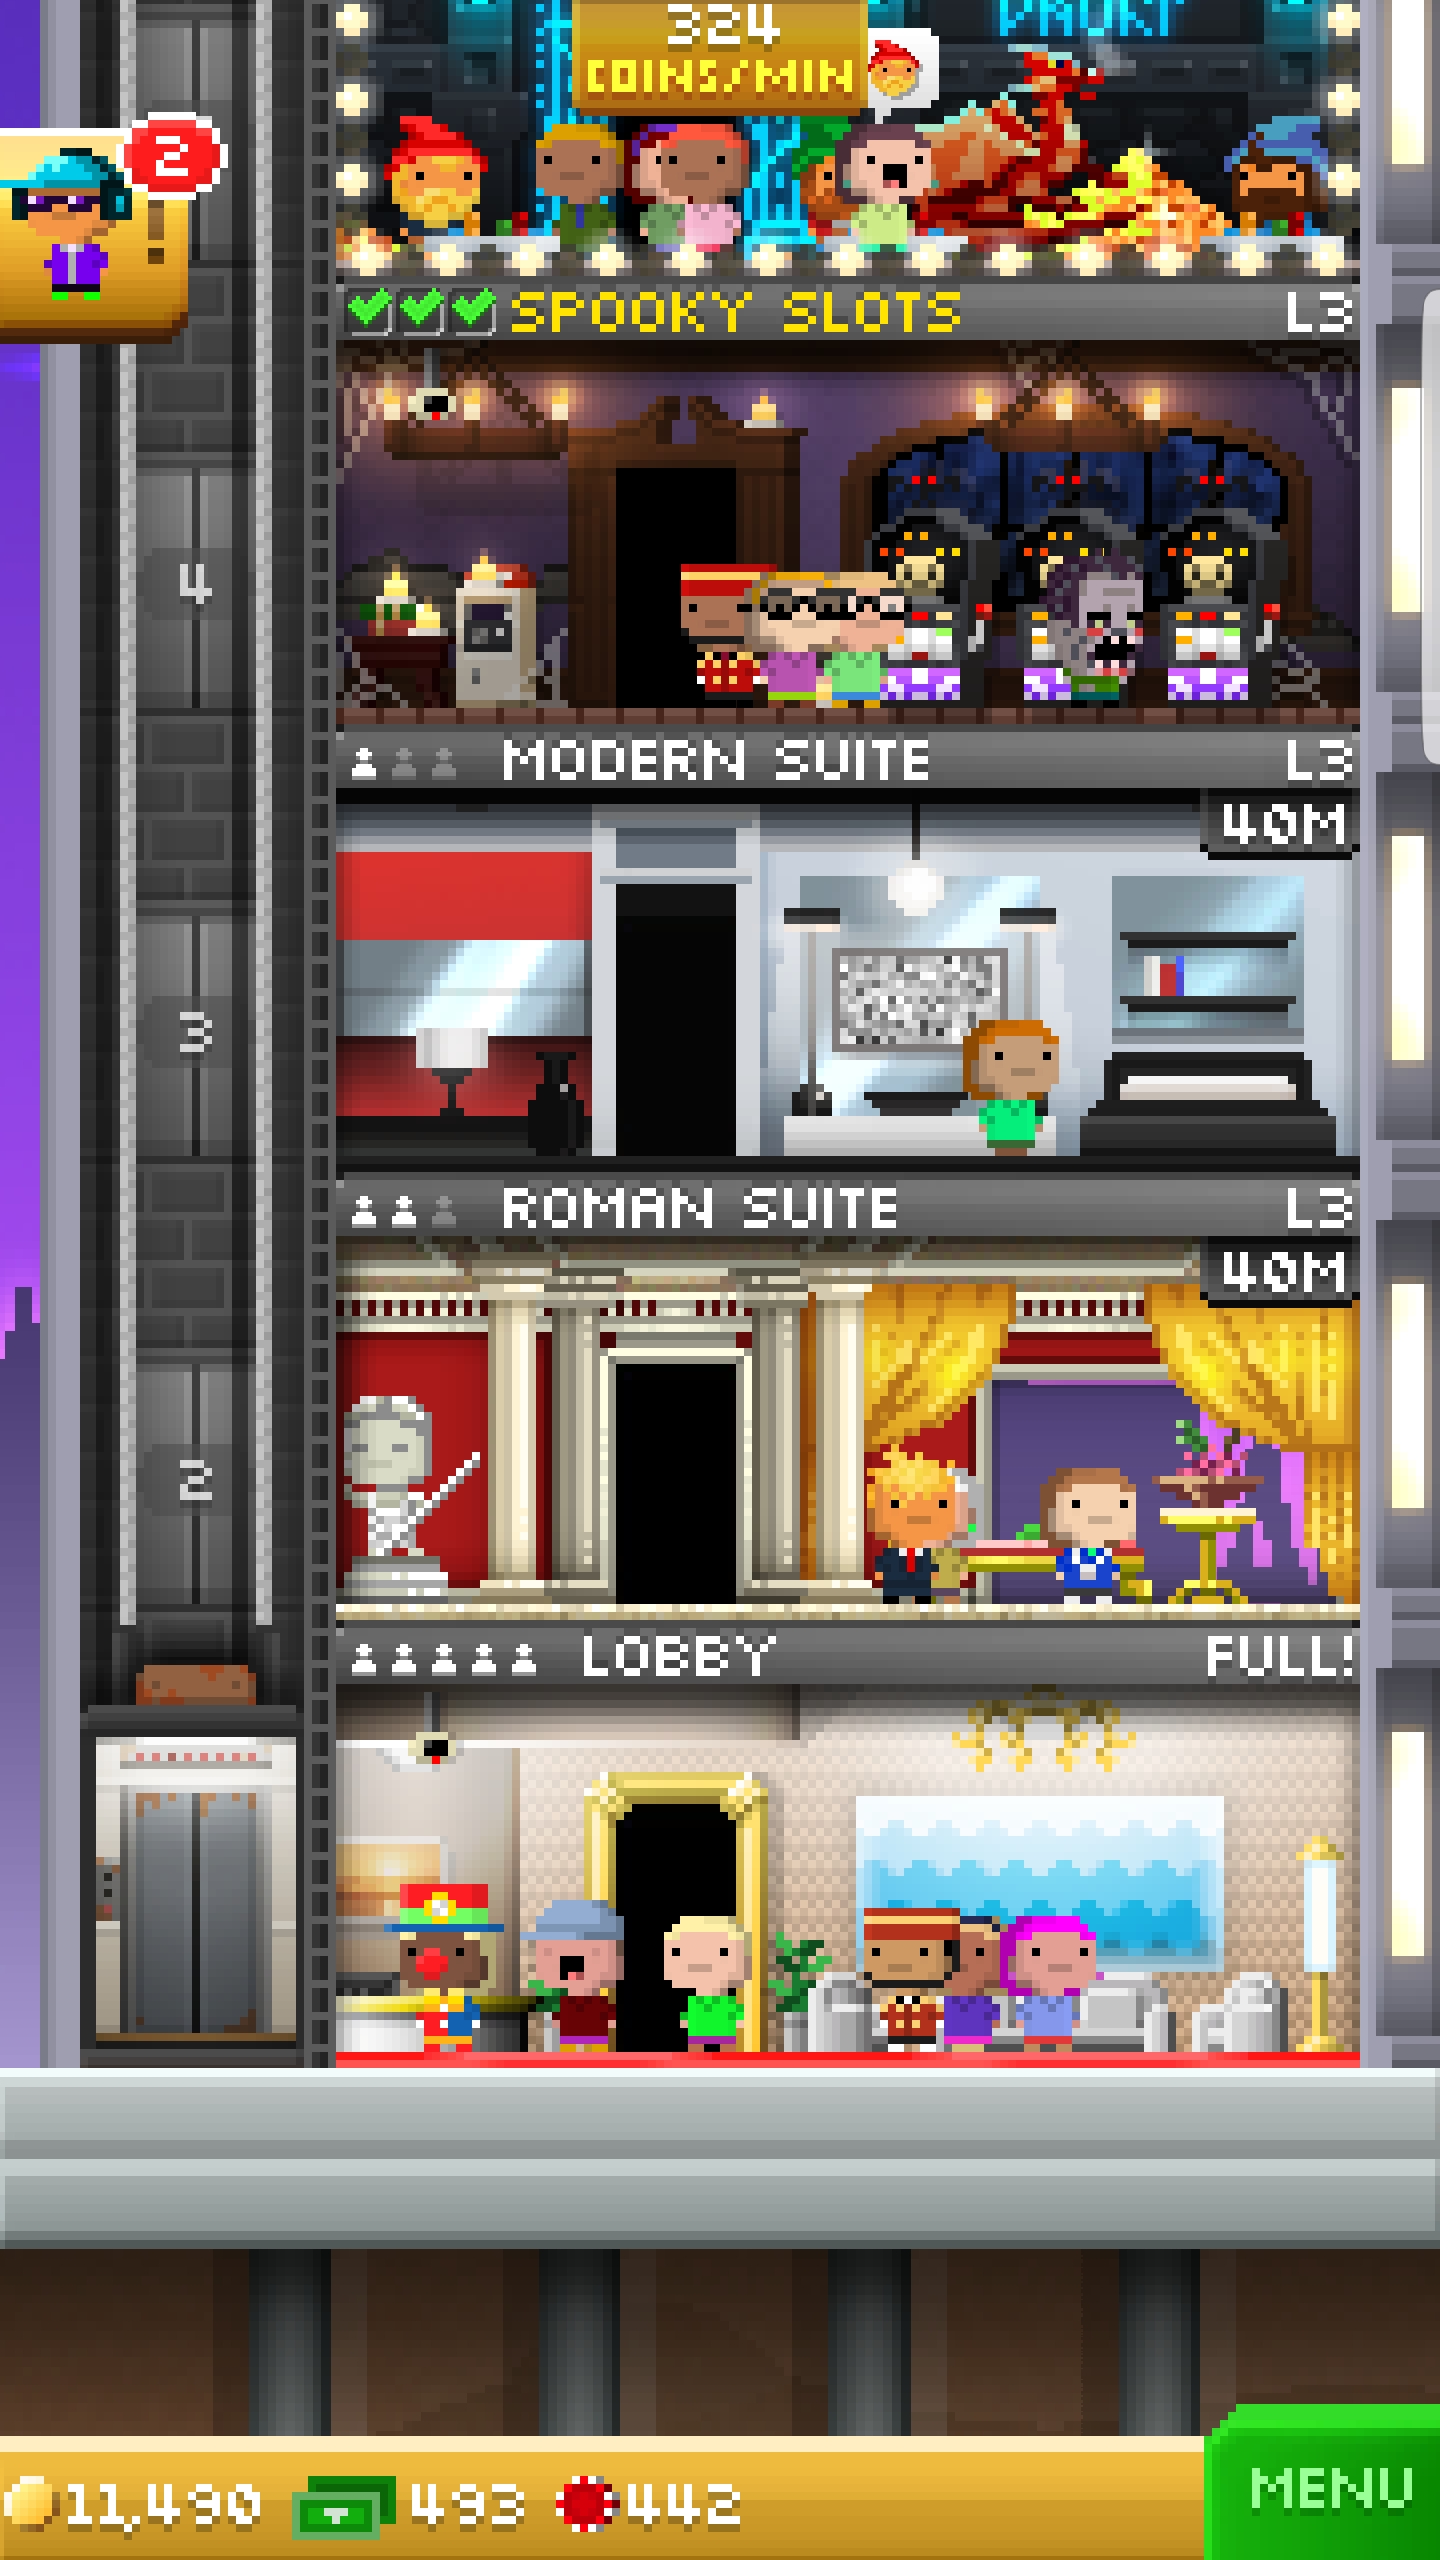 324
COINS/MIN
2
!
SPOOKY SLOTS L3
4
MODERN SUITE L3
40M
3
ROMAN SUITE L3
40M
2
LOBBY FULL!
11,490 493 442
MENU